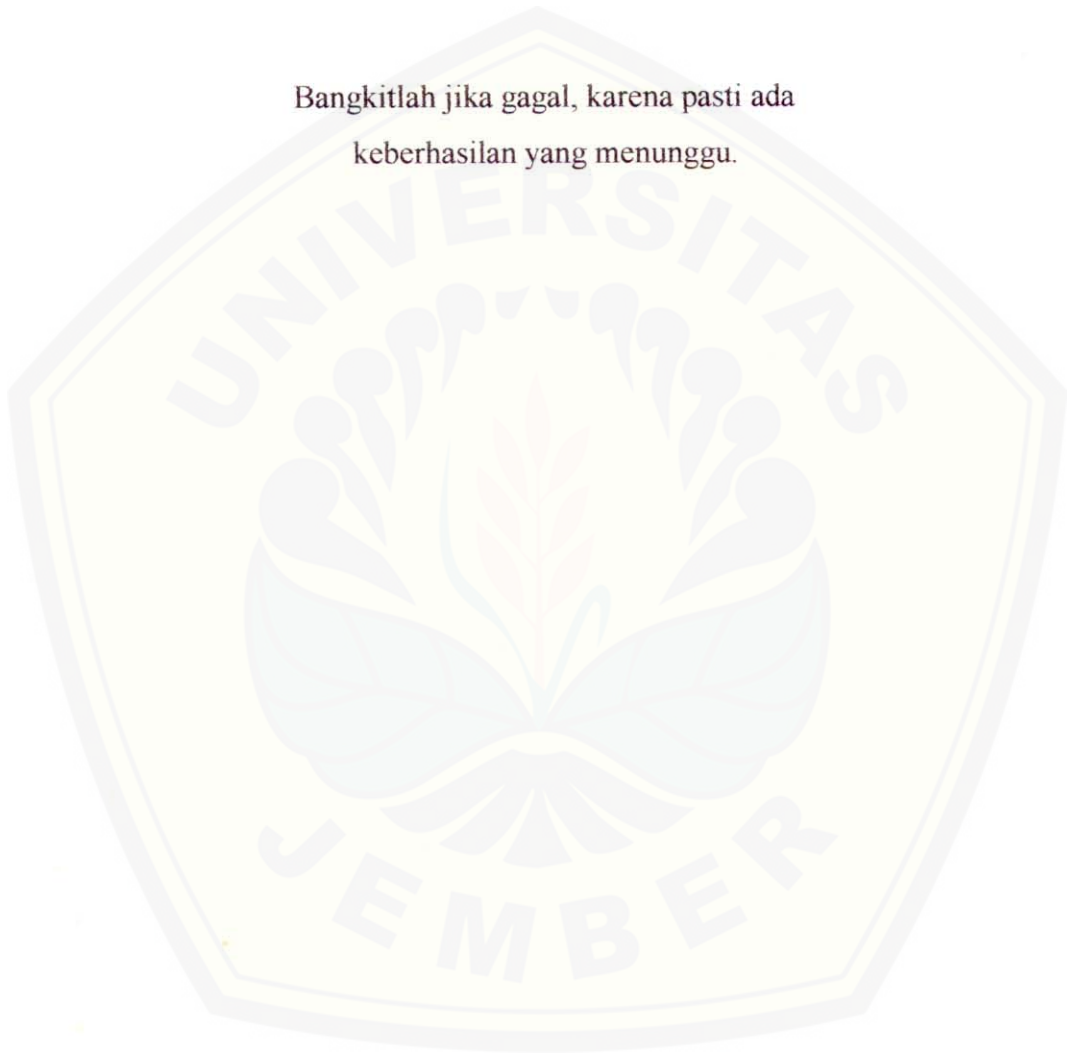 Bangkitlah jika gagal, karena pasti ada
keberhasilan yang menunggu.
UNIVERSITAS
JEMBER